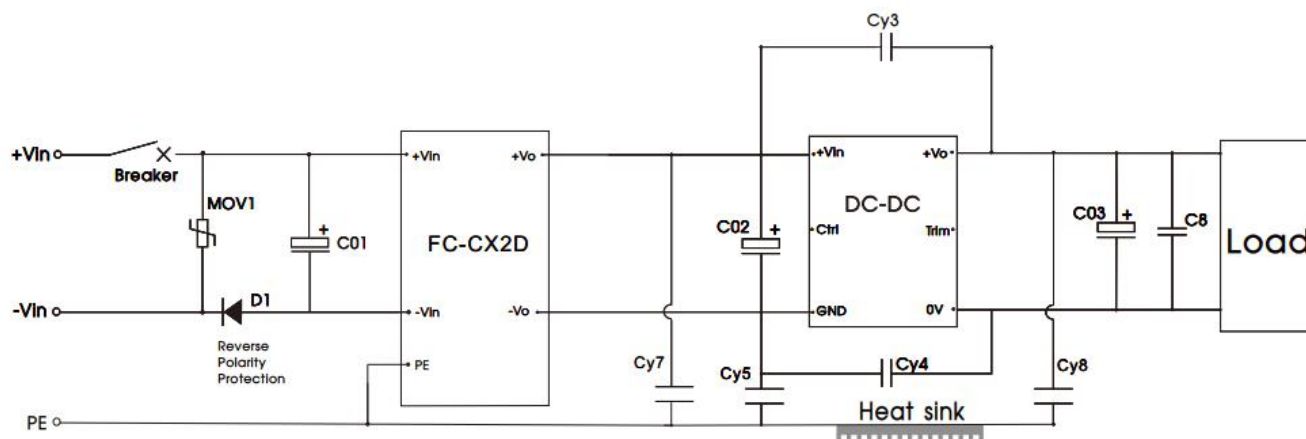 Cy3
+Vin
Breaker
MOV1
+
C01
-Vin
D1
Reverse
Polarity
Protection
PE
+Vin
+Vo
FC-CX2D
-Vin
-Vo
PE
Cy7
C02
+
Cy5
+Vin
+Vo
DC-DC
Ctrl
Trim
GND
0V
Cy4
Heat sink
Cy8
C03
+
C8
Load